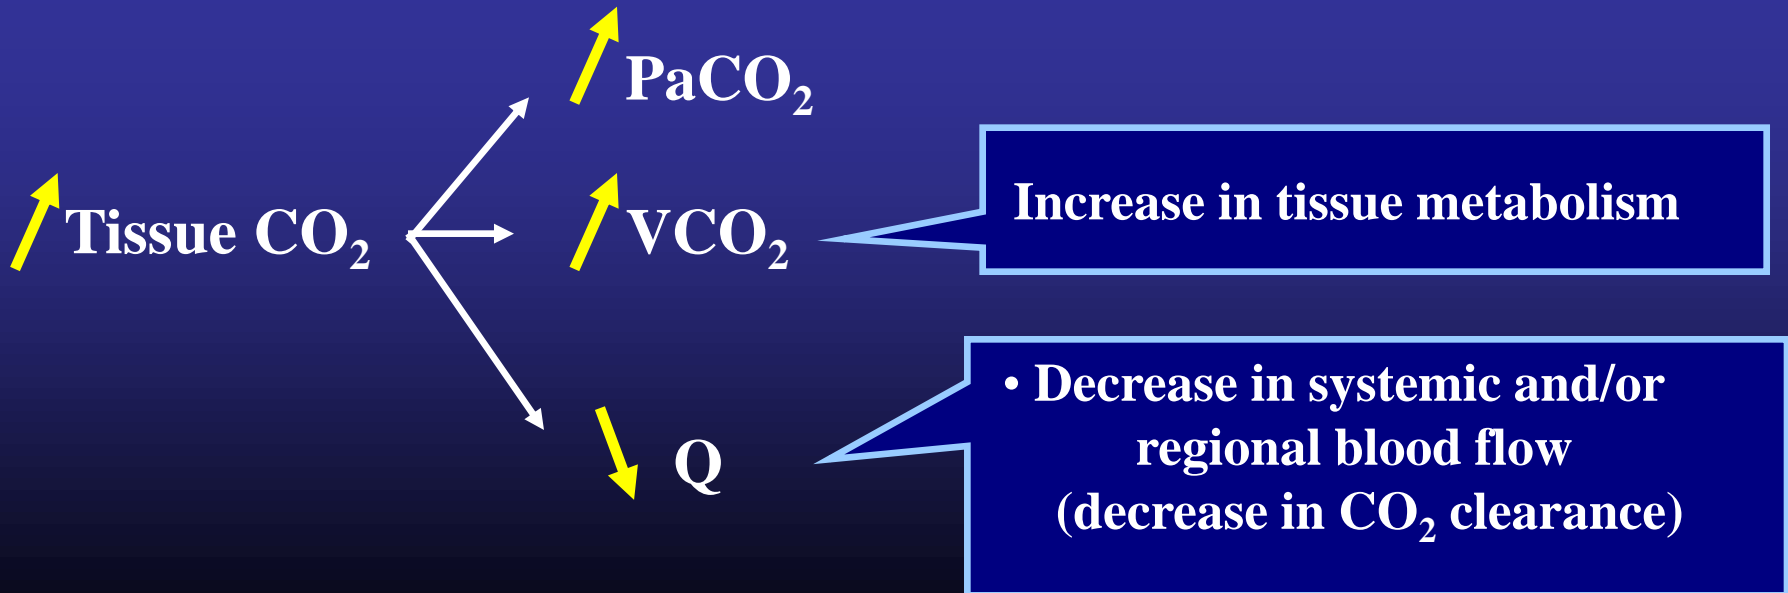 PaCO₂
Increase in tissue metabolism
Tissue CO₂
VCO₂
• Decrease in systemic and/or
regional blood flow
Q
(decrease in CO₂ clearance)